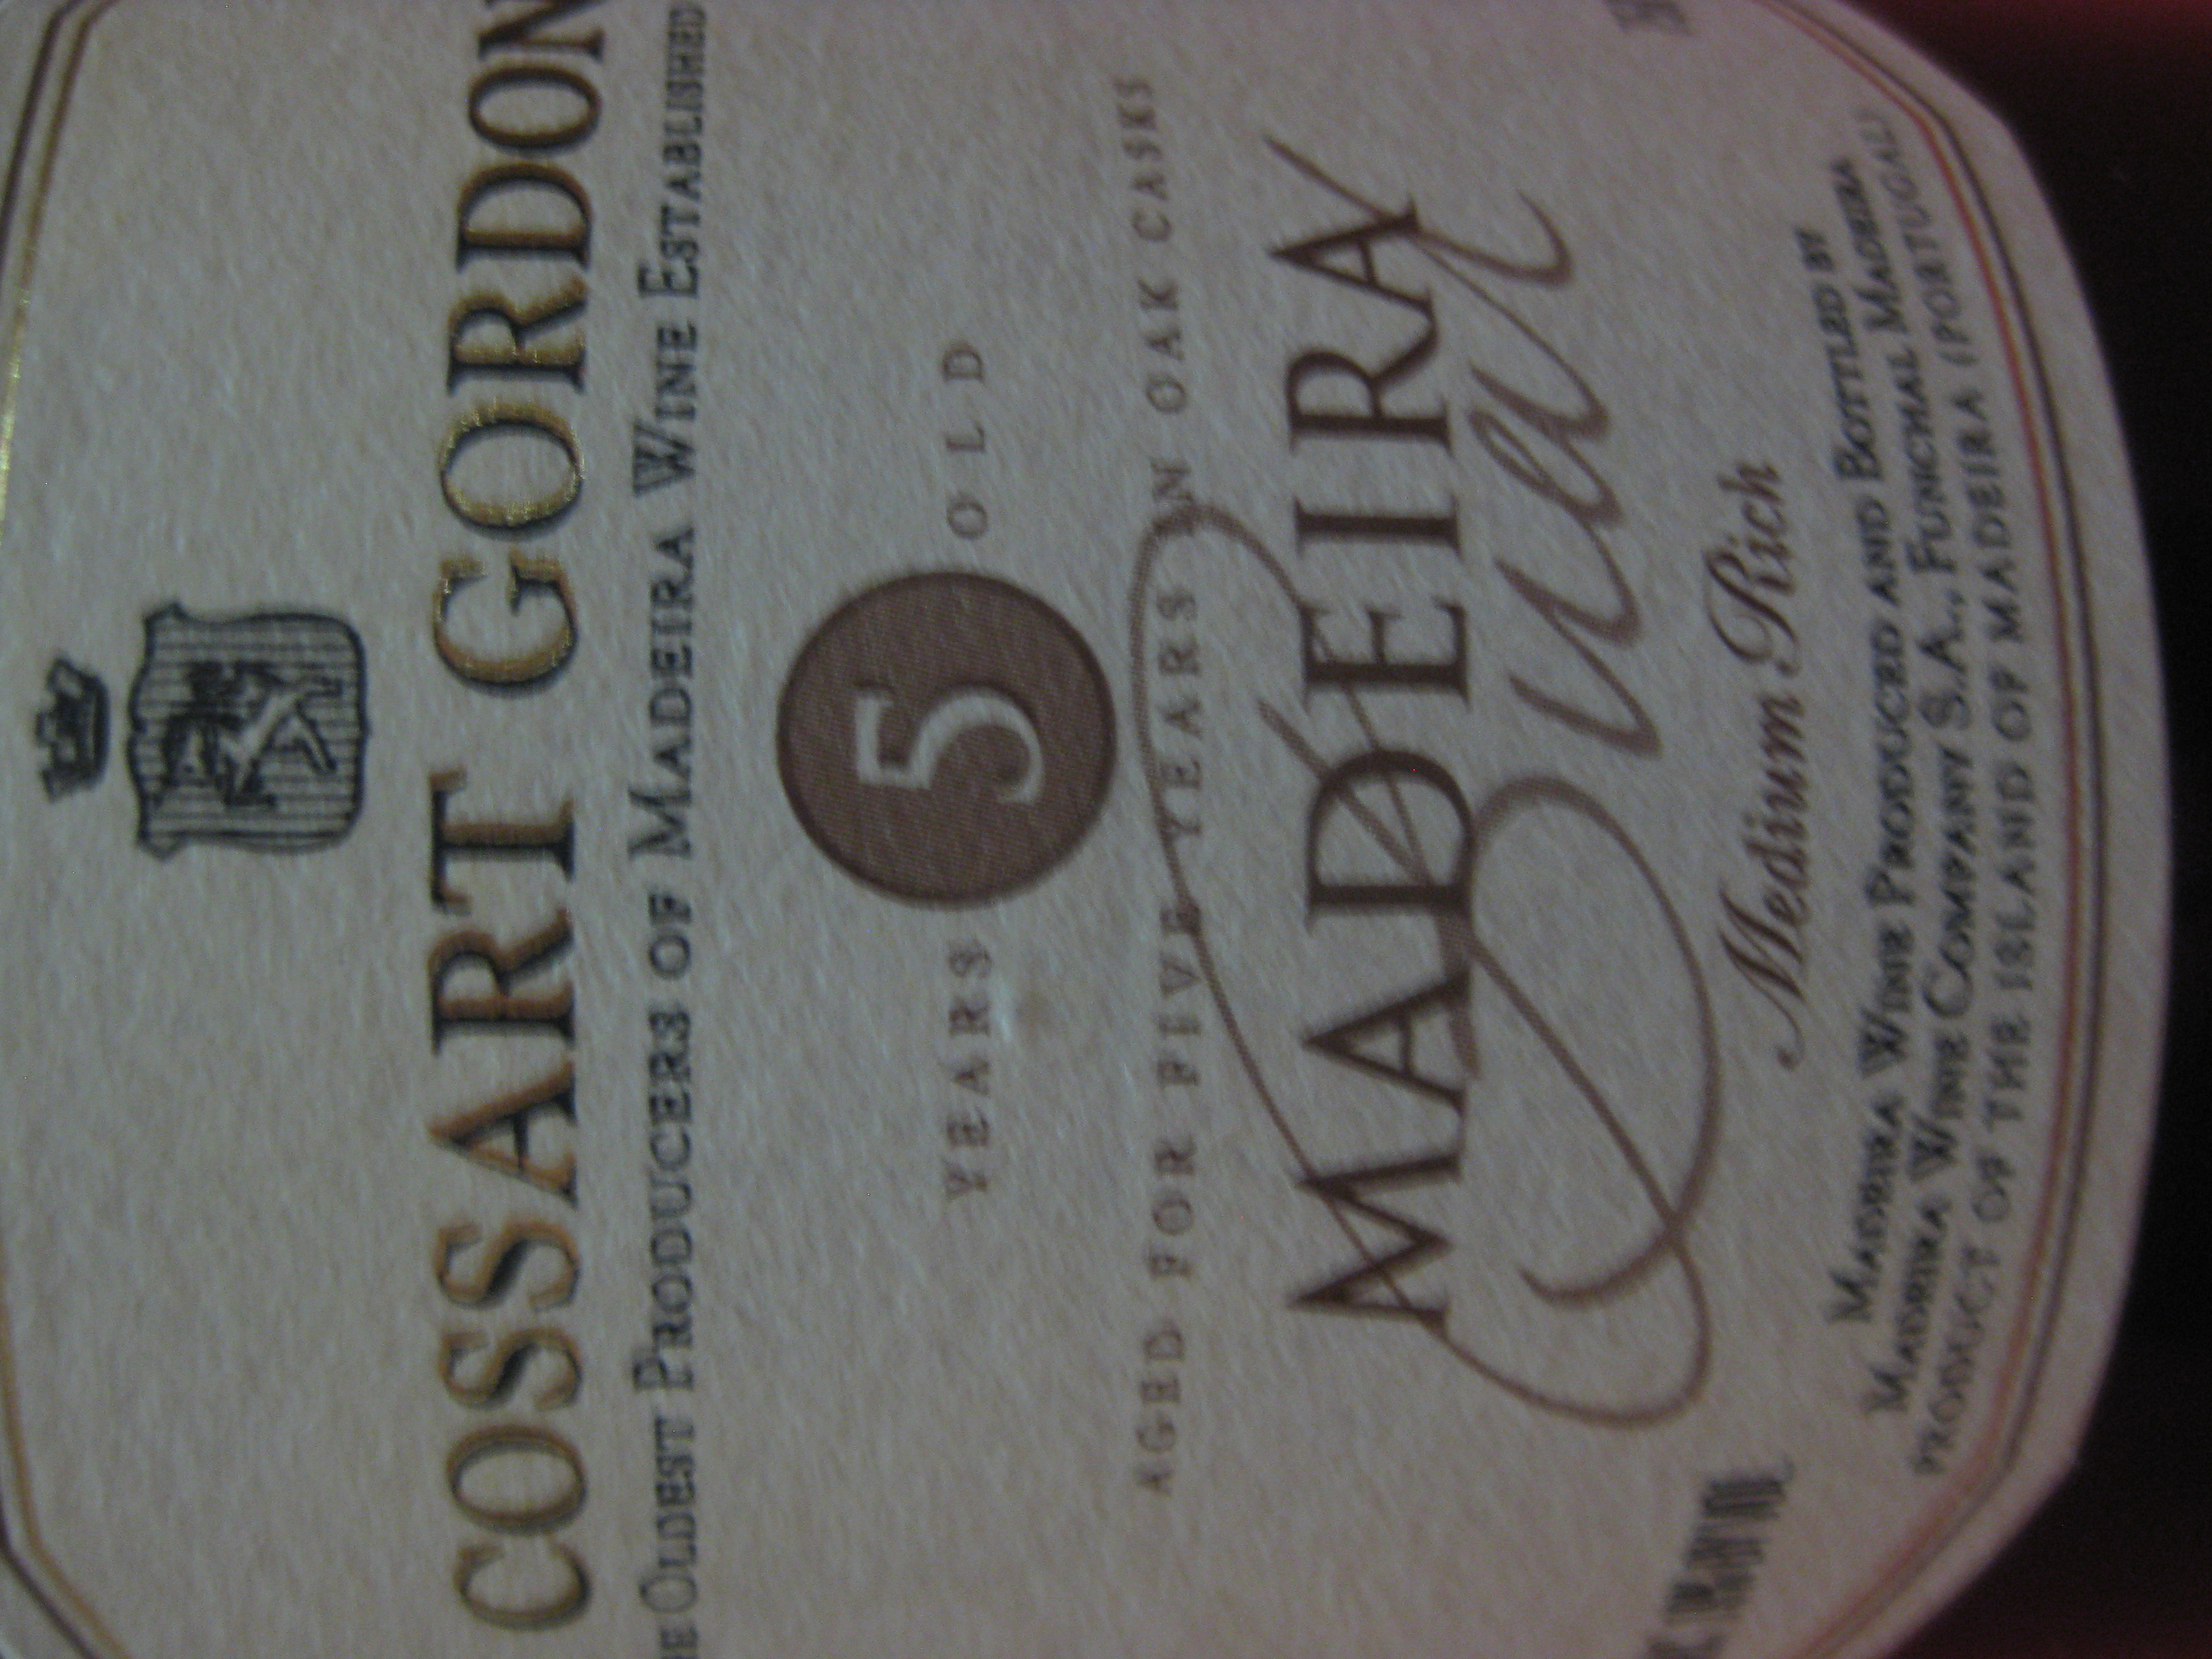 COSSART GORDON
OLDEST PRODUCERS OF MADEIRA WINE ESTABLISHED
YEARS 5 OLD
AGED FOR FIVE YEARS IN OAK CASKS
MADEIRA
Bual
Medium Rich
MADEIRA WINE PRODUCED AND BOTTLED BY
MADEIRA WINE COMPANY S.A., FUNCHAL MADEIRA
PRODUCT OF THE ISLAND OF MADEIRA (PORTUGAL)